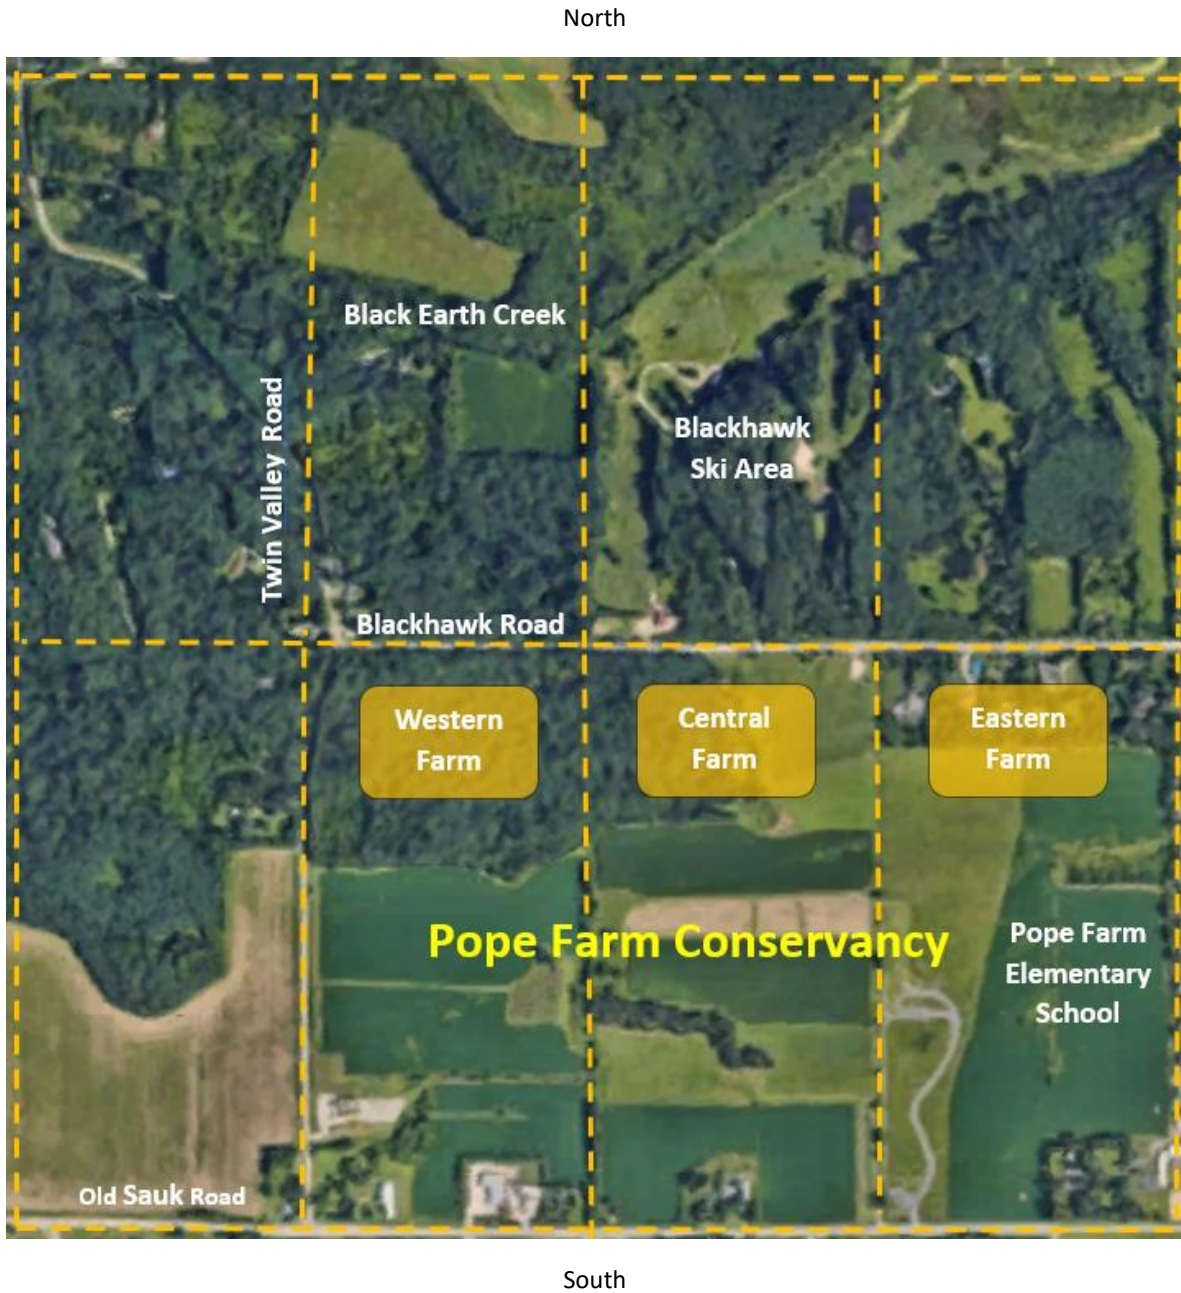 North
Black Earth Creek
Twin Valley Road
Blackhawk
Ski Area
Blackhawk Road
Western
Farm
Central
Farm
Eastern
Farm
Pope Farm Conservancy
Pope Farm
Elementary
School
Old Sauk Road
South